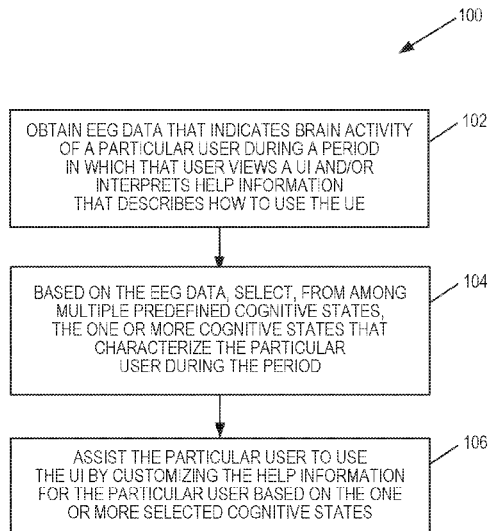 100
OBTAIN EEG DATA THAT INDICATES BRAIN ACTIVITY
OF A PARTICULAR USER DURING A PERIOD
IN WHICH THAT USER VIEWS A UI AND/OR
INTERPRETS HELP INFORMATION
THAT DESCRIBES HOW TO USE THE UE
102
BASED ON THE EEG DATA, SELECT, FROM AMONG
MULTIPLE PREDEFINED COGNITIVE STATES,
THE ONE OR MORE COGNITIVE STATES THAT
CHARACTERIZE THE PARTICULAR
USER DURING THE PERIOD
104
ASSIST THE PARTICULAR USER TO USE
THE UI BY CUSTOMIZING THE HELP INFORMATION
FOR THE PARTICULAR USER BASED ON THE ONE
OR MORE SELECTED COGNITIVE STATES
106